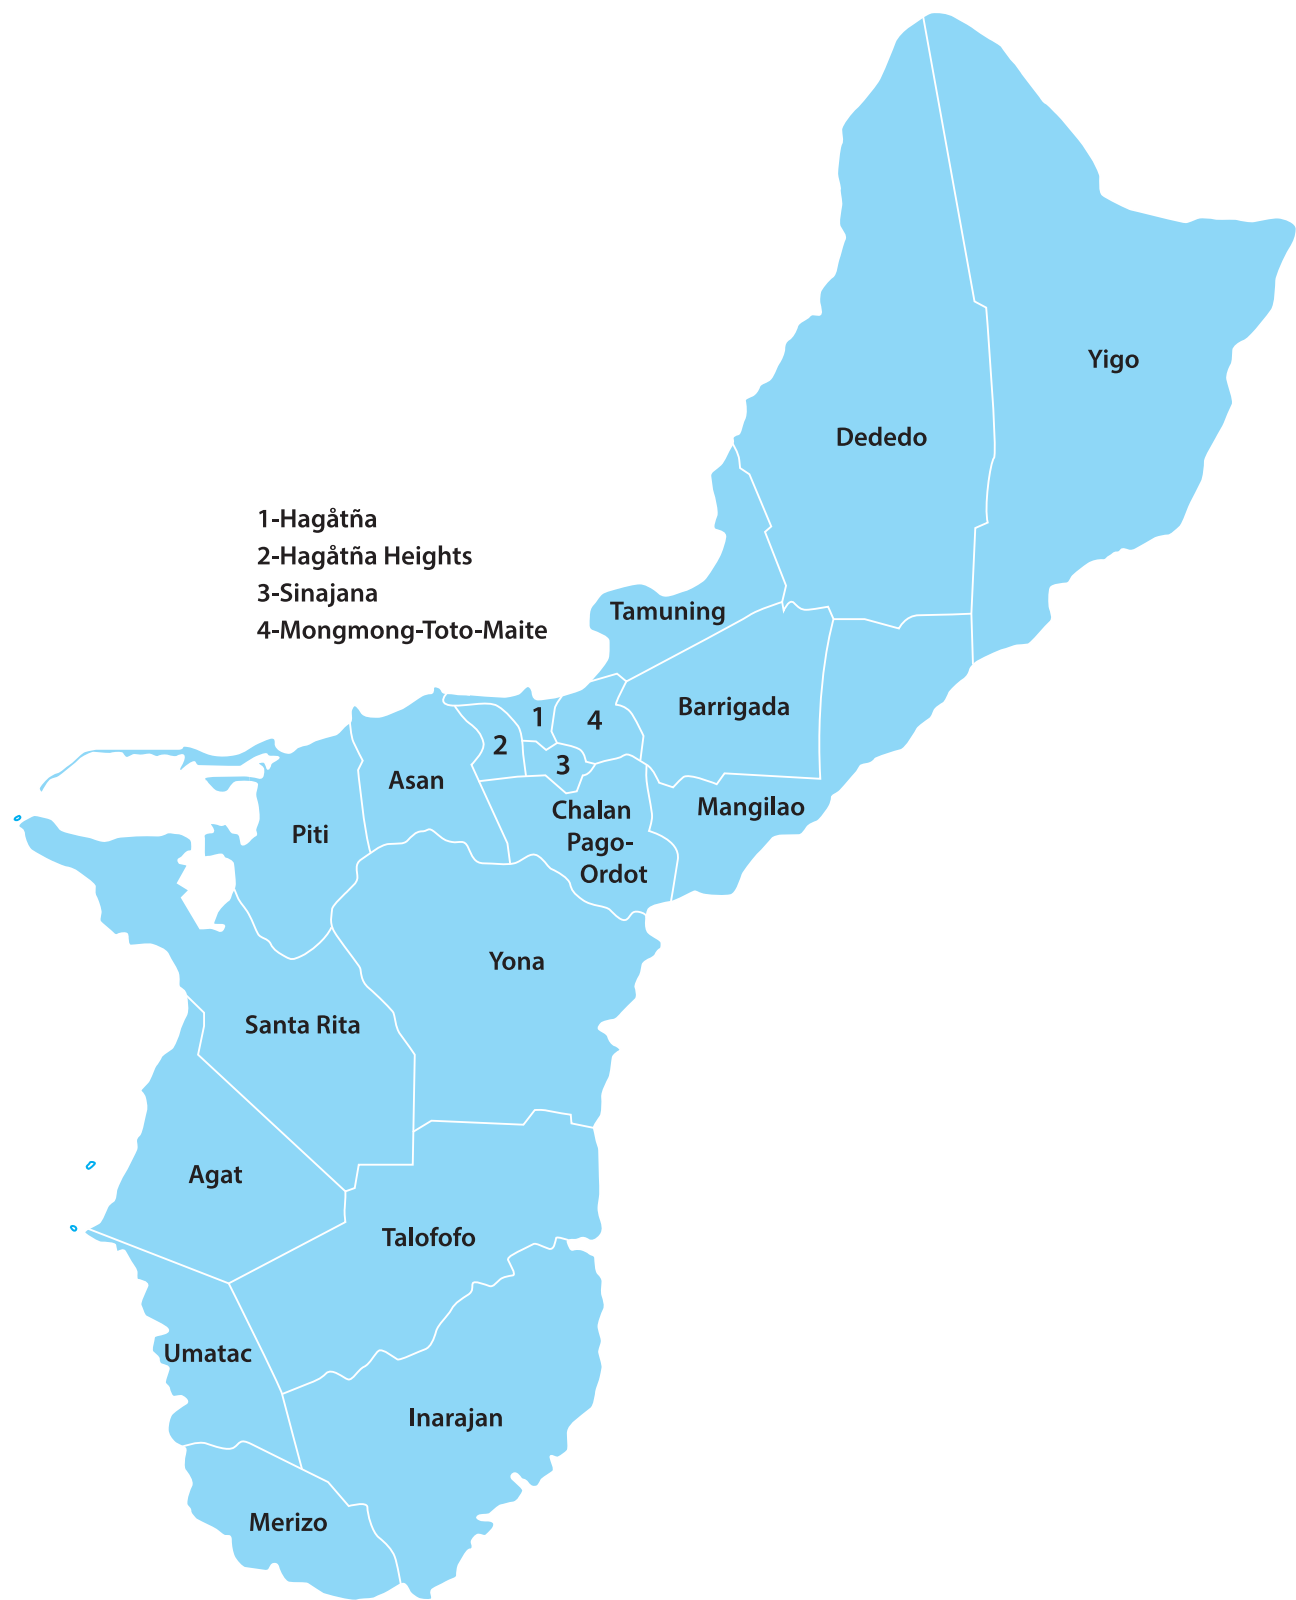 Yigo
Dededo
1-Hagåtña
2-Hagåtña Heights
3-Sinajana
4-Mongmong-Toto-Maite
Tamuning
Barrigada
1
4
2
3
Asan
Mangilao
Chalan
Pago-
Ordot
Piti
Yona
Santa Rita
Agat
Talofofo
Umatac
Inarajan
Merizo